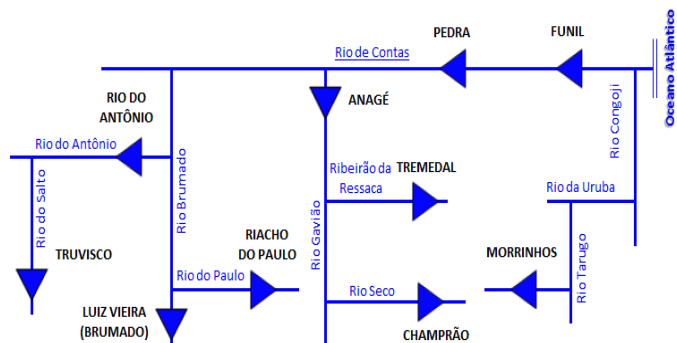 PEDRA
FUNIL
Rio de Contas
Oceano Atlântico
RIO DO
ANTÔNIO
ANAGÉ
Rio Congoji
Rio do Antônio
Ribeirão da
Ressaca
TREMEDAL
Rio do Salto
Rio Brumado
Rio da Uruba
TRUVISCO
RIACHO
DO PAULO
Rio Gavião
MORRINHOS
Rio Tarugo
Rio do Paulo
Rio Seco
LUIZ VIEIRA
(BRUMADO)
CHAMPRÃO